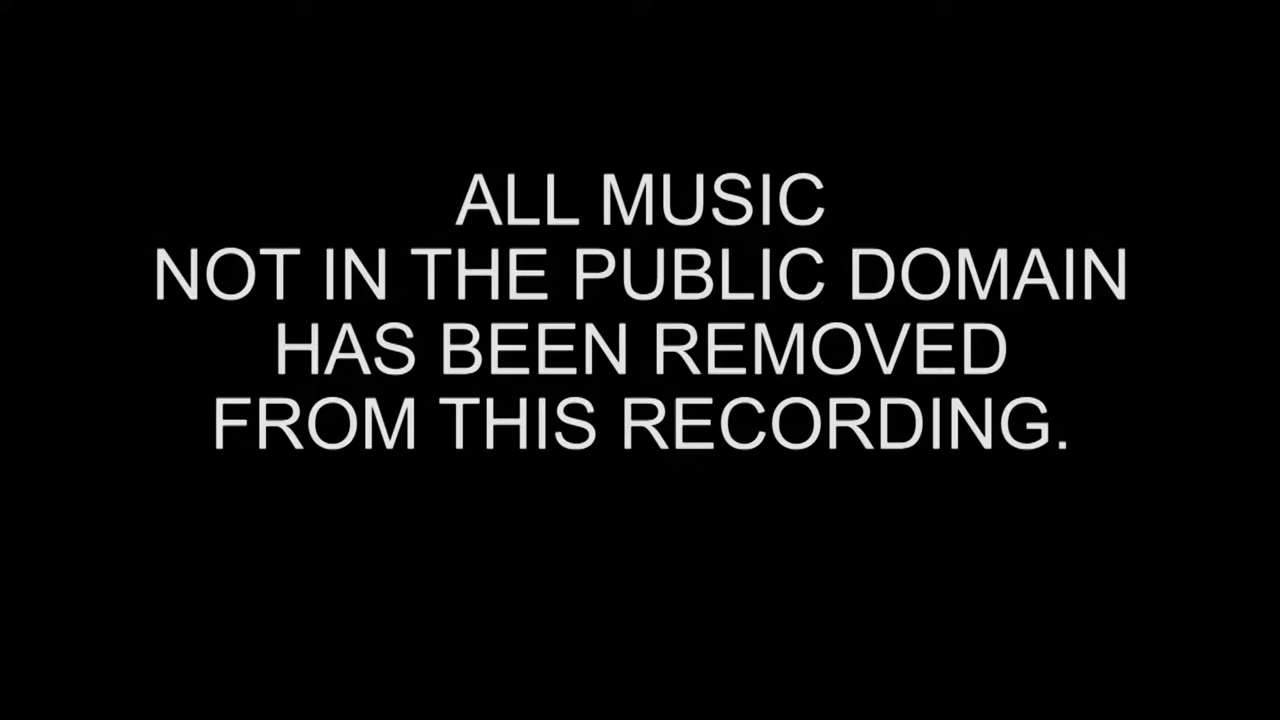 ALL MUSIC
NOT IN THE PUBLIC DOMAIN
HAS BEEN REMOVED
FROM THIS RECORDING.